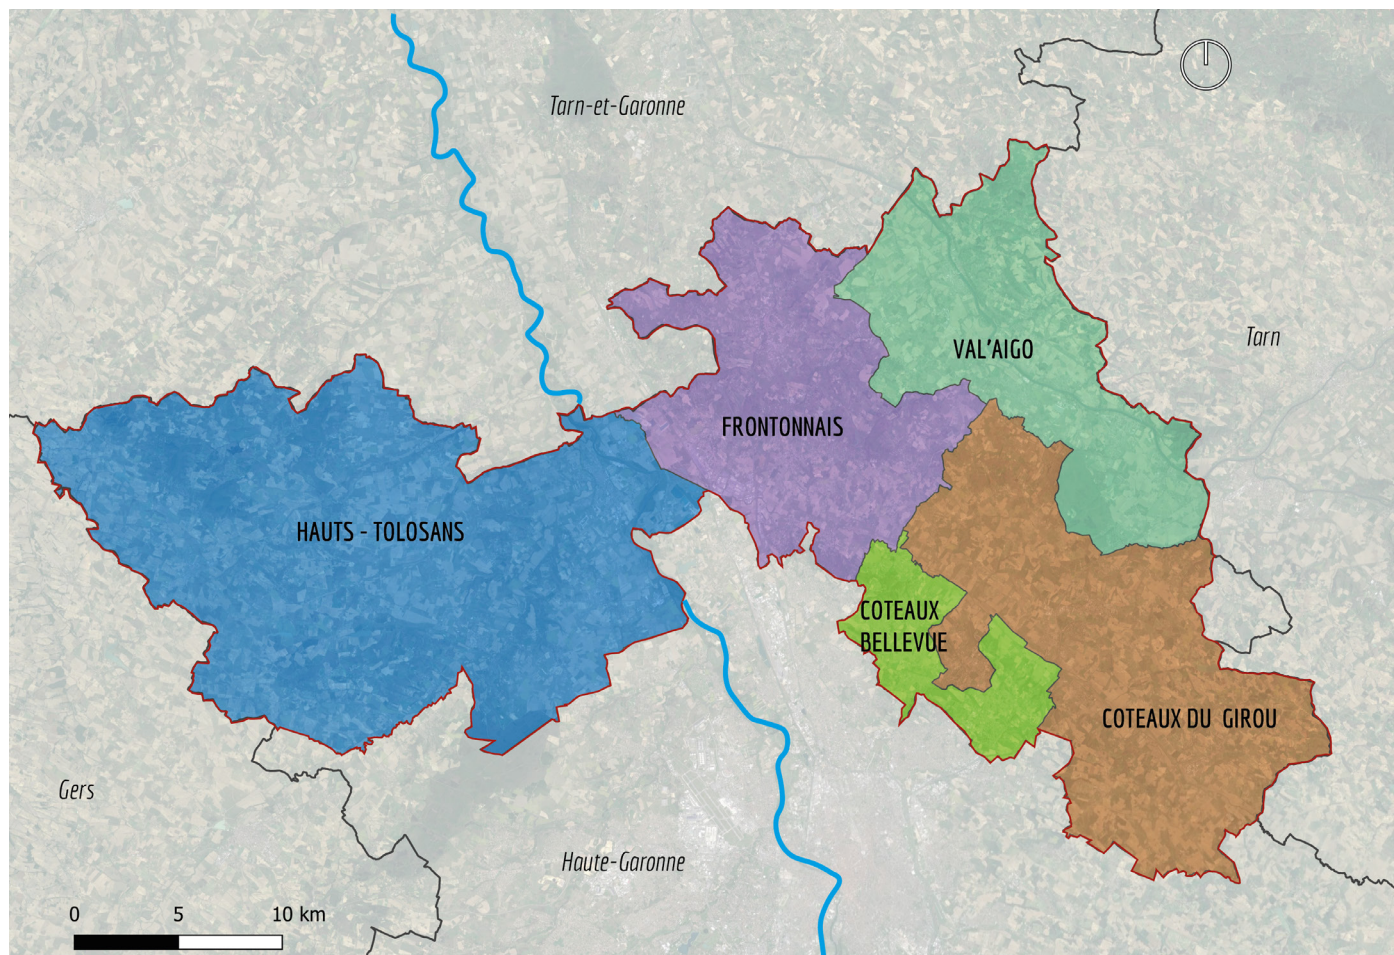 Tarn-et-Garonne
Tarn
VAL'AIGO
FRONTONNAIS
HAUTS - TOLOSANS
COTEAUX
BELLEVUE
COTEAUX DU GIROU
Gers
Haute-Garonne
0 5 10 km